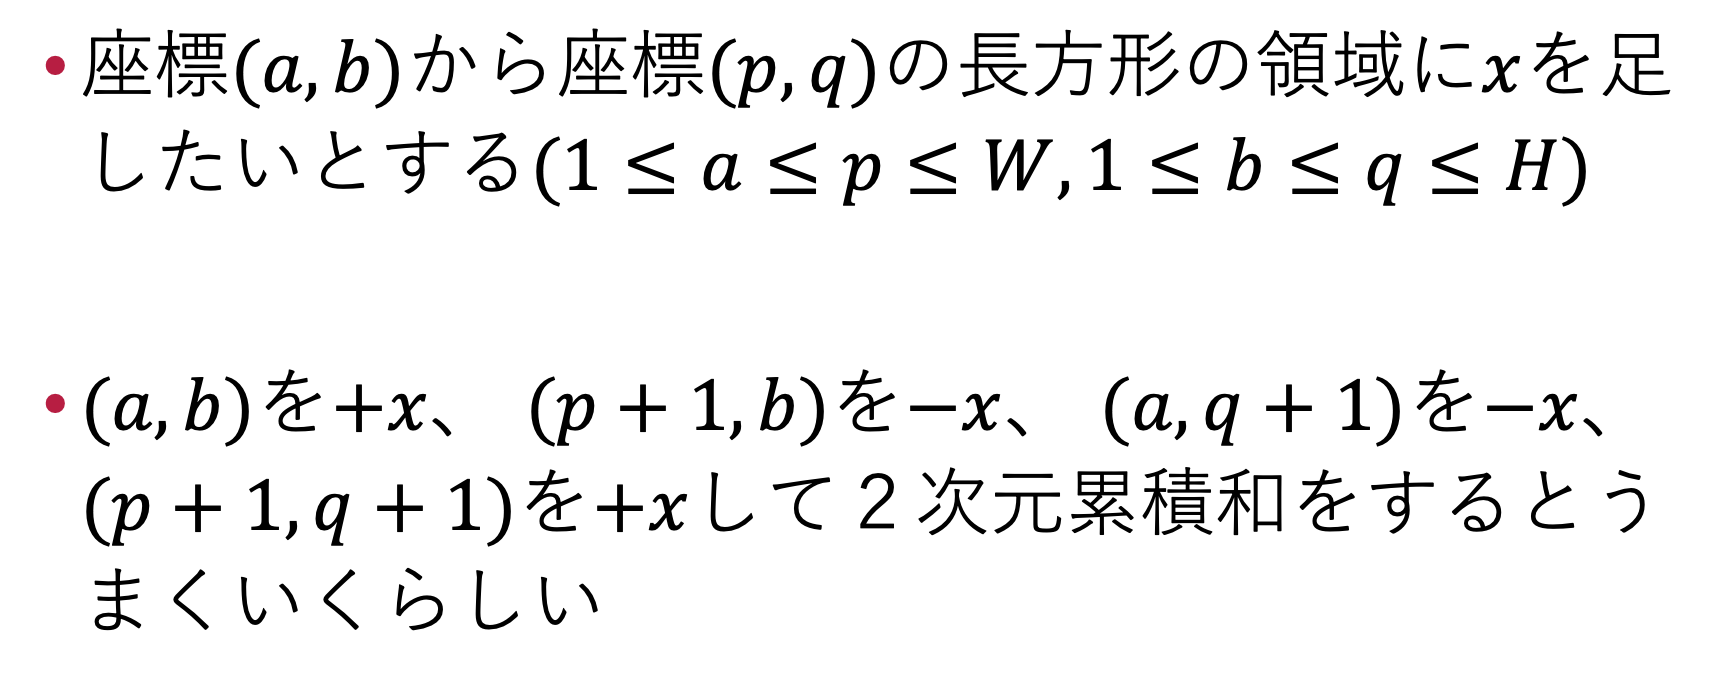 •座標(a, b)から座標(p, q)の長方形の領域にxを足
したいとする(1 ≤ a ≤ p ≤ W, 1 ≤ b ≤ q ≤ H)
•(a, b)を+x、 (p + 1, b)を−x、 (a, q + 1)を−x、
(p + 1, q + 1)を+xして２次元累積和をするとう
まくいくらしい